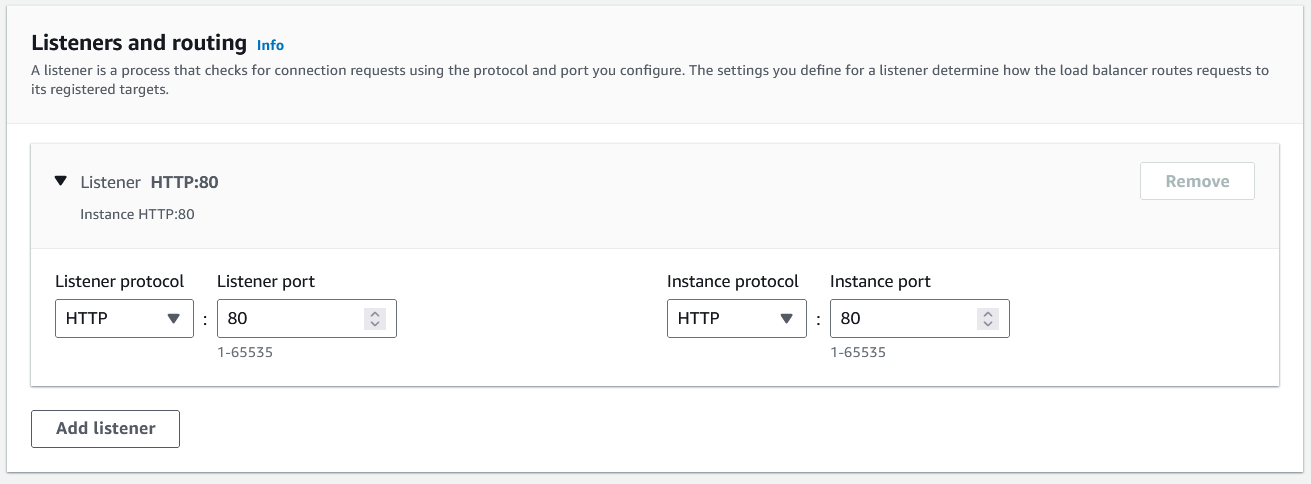 Listeners and routing Info
A listener is a process that checks for connection requests using the protocol and port you configure. The settings you define for a listener determine how the load balancer routes requests to
its registered targets.
Listener HTTP:80
Remove
Instance HTTP:80
Listener protocol Listener port Instance protocol Instance port
HTTP : 80 HTTP : 80
1-65535 1-65535
Add listener